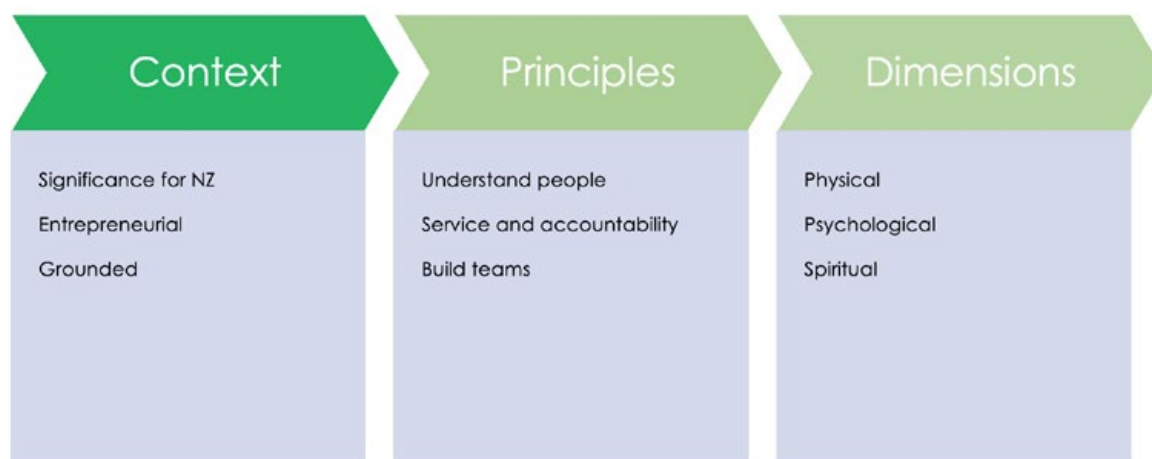 Context
Significance for NZ
Entrepreneurial
Grounded
Principles
Understand people
Service and accountability
Build teams
Dimensions
Physical
Psychological
Spiritual